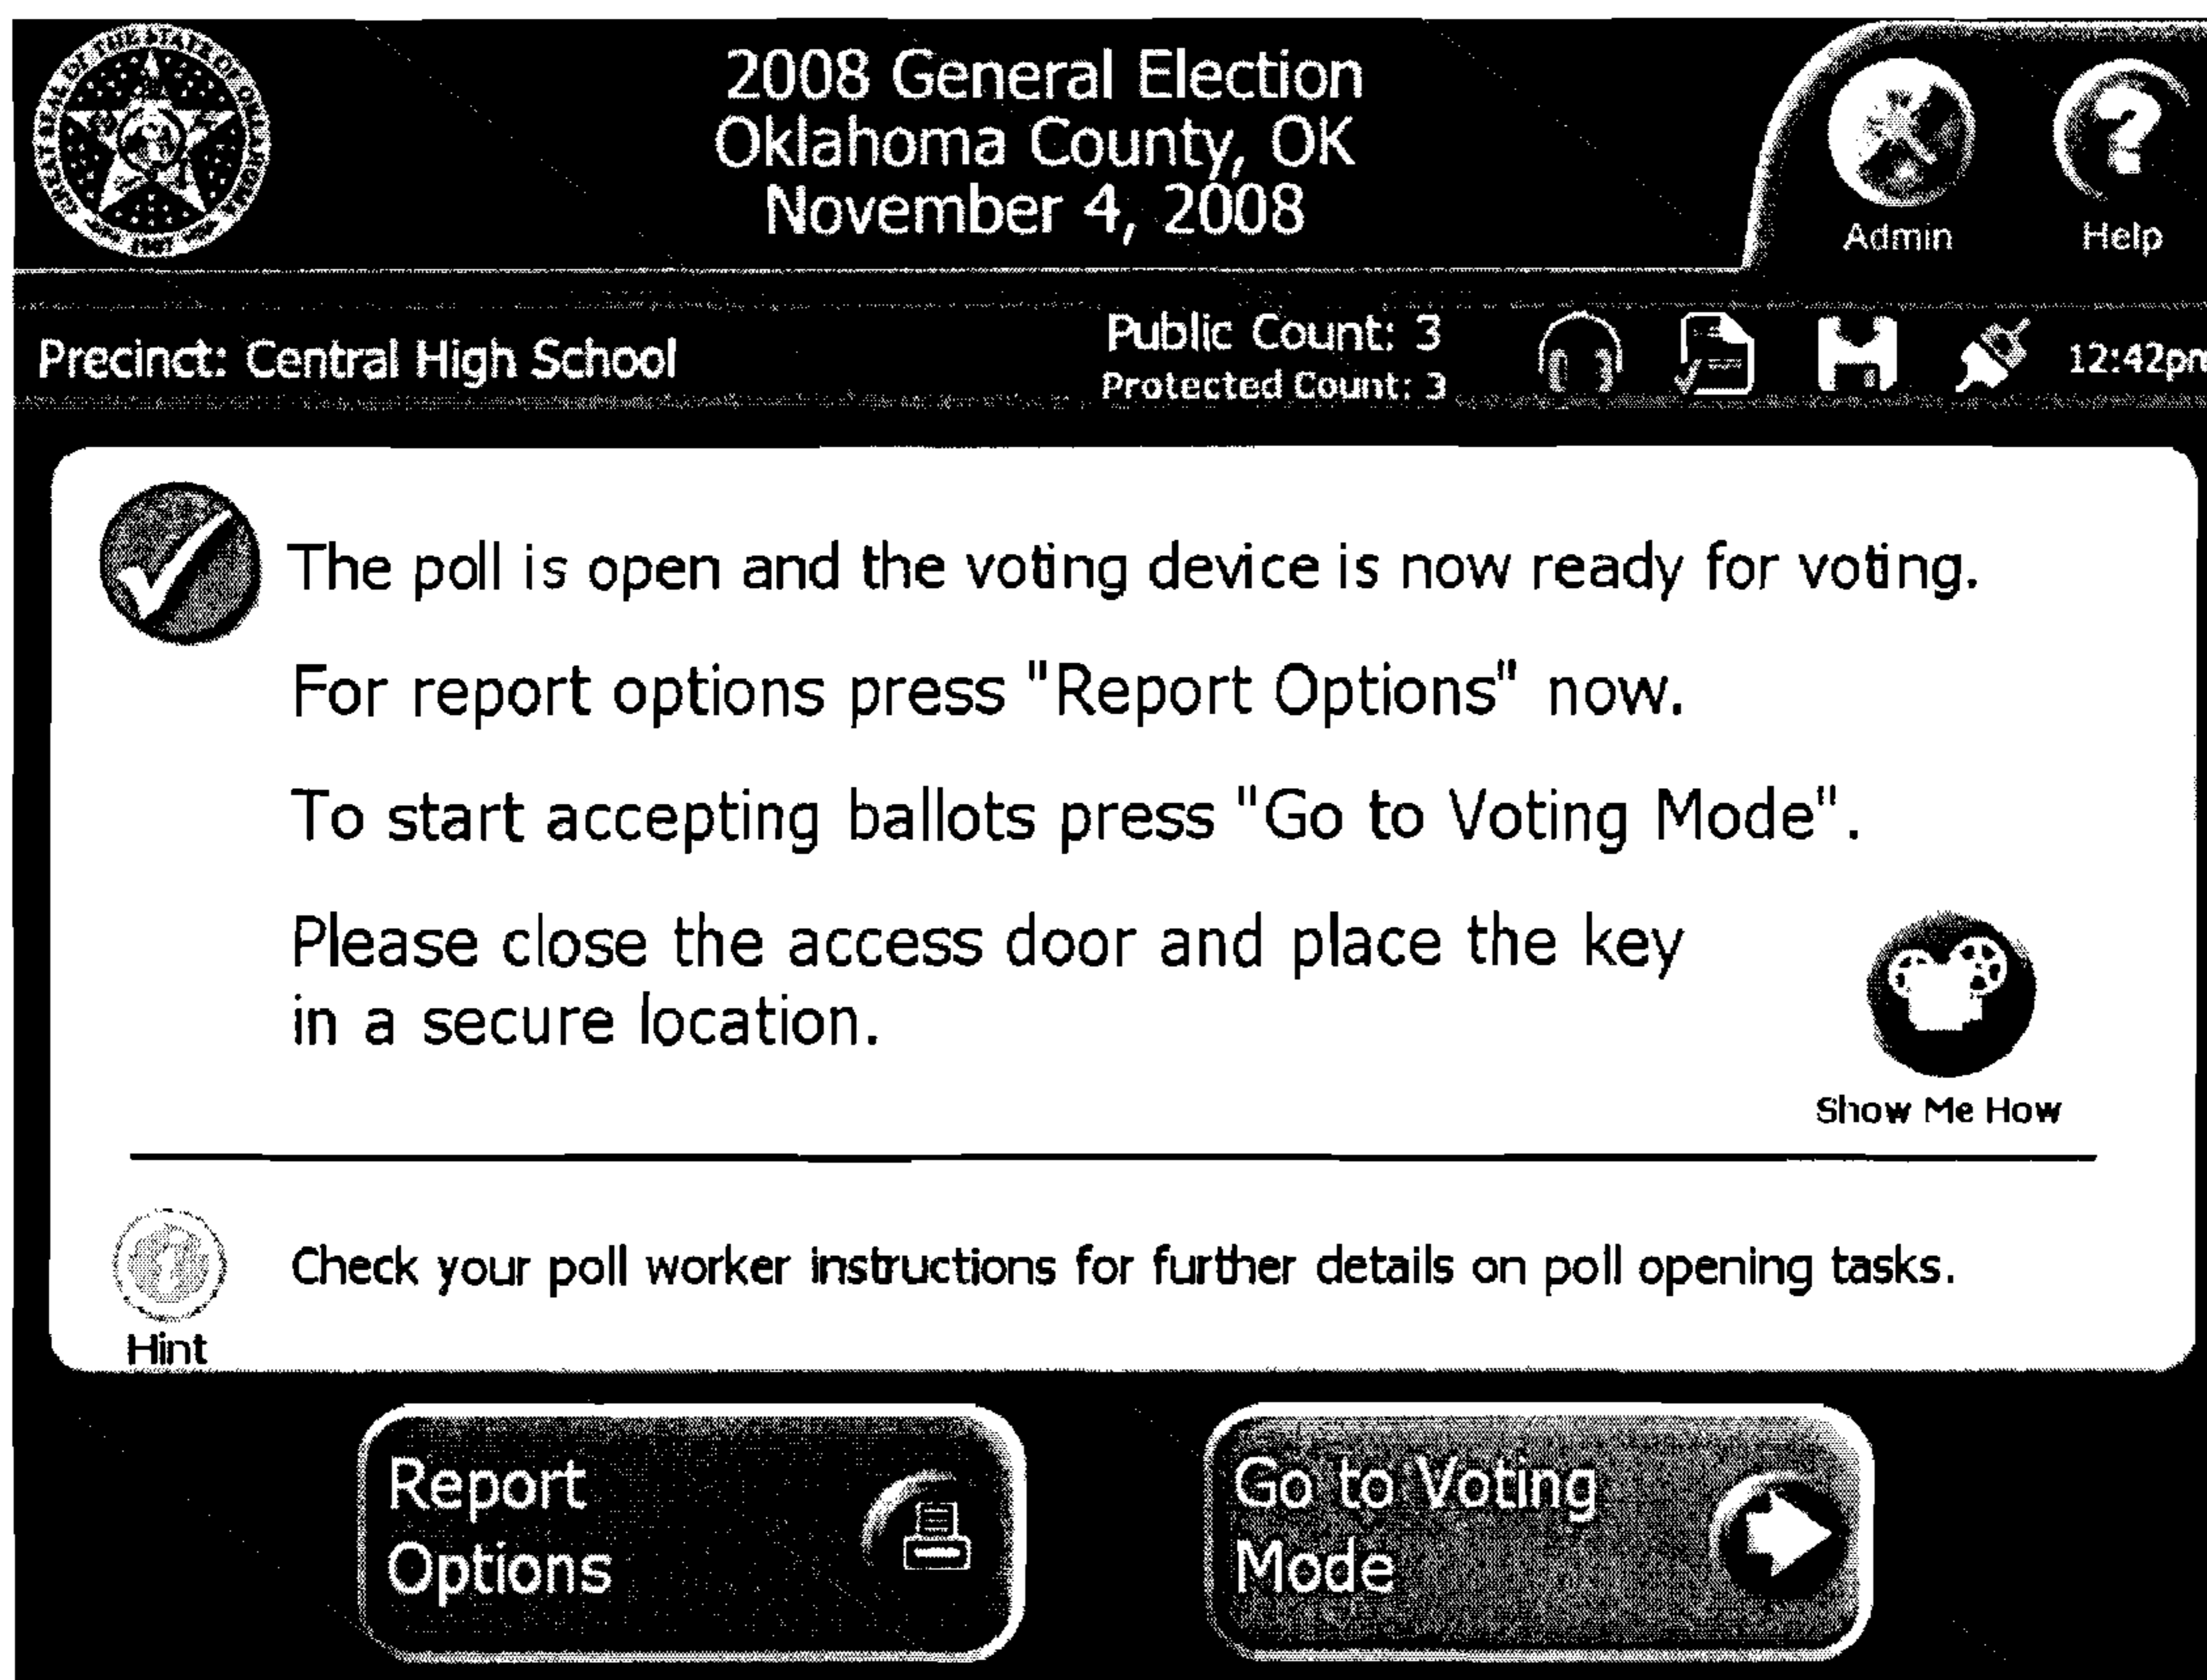 2008 General Election
Oklahoma County, OK
November 4, 2008
Admin
Help
Precinct: Central High School
Public Count: 3
Protected Count: 3
12:42pm
The poll is open and the voting device is now ready for voting.
For report options press "Report Options" now.
To start accepting ballots press "Go to Voting Mode".
Please close the access door and place the key
in a secure location.
Show Me How
Check your poll worker instructions for further details on poll opening tasks.
Hint
Report
Options
Go to Voting
Mode